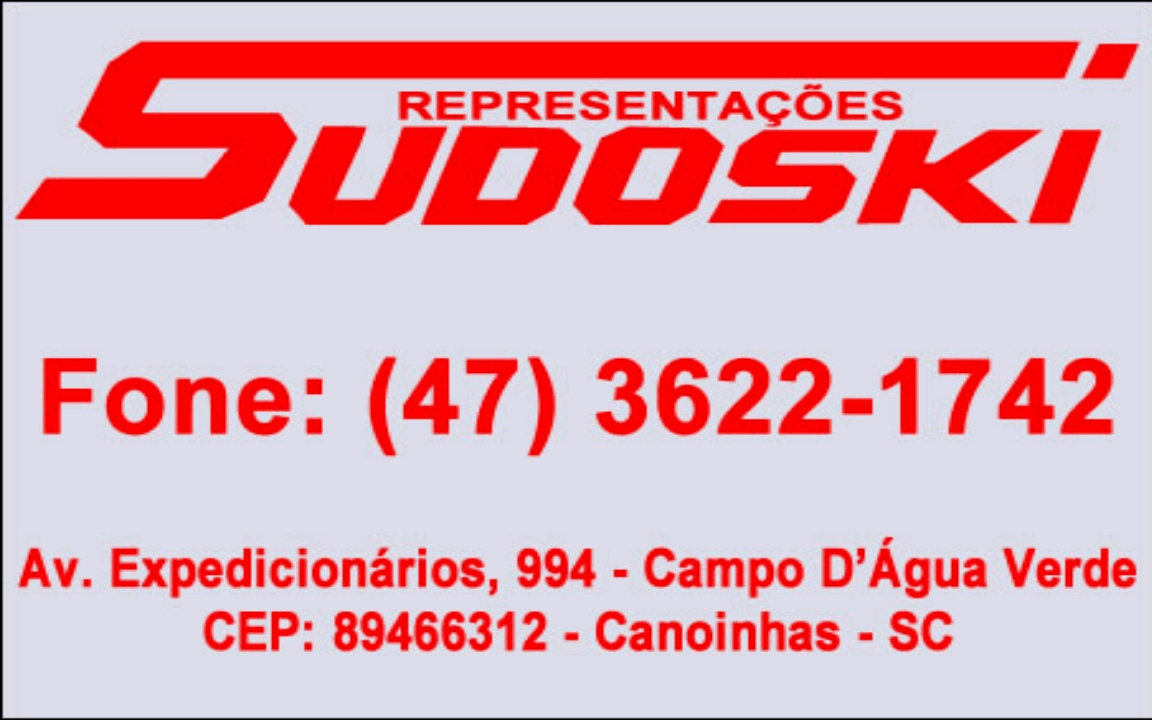 REPRESENTAÇÕES
SUDOSKI
Fone: (47) 3622-1742
Av. Expedicionários, 994 - Campo D’Água Verde
CEP: 89466312 - Canoinhas - SC